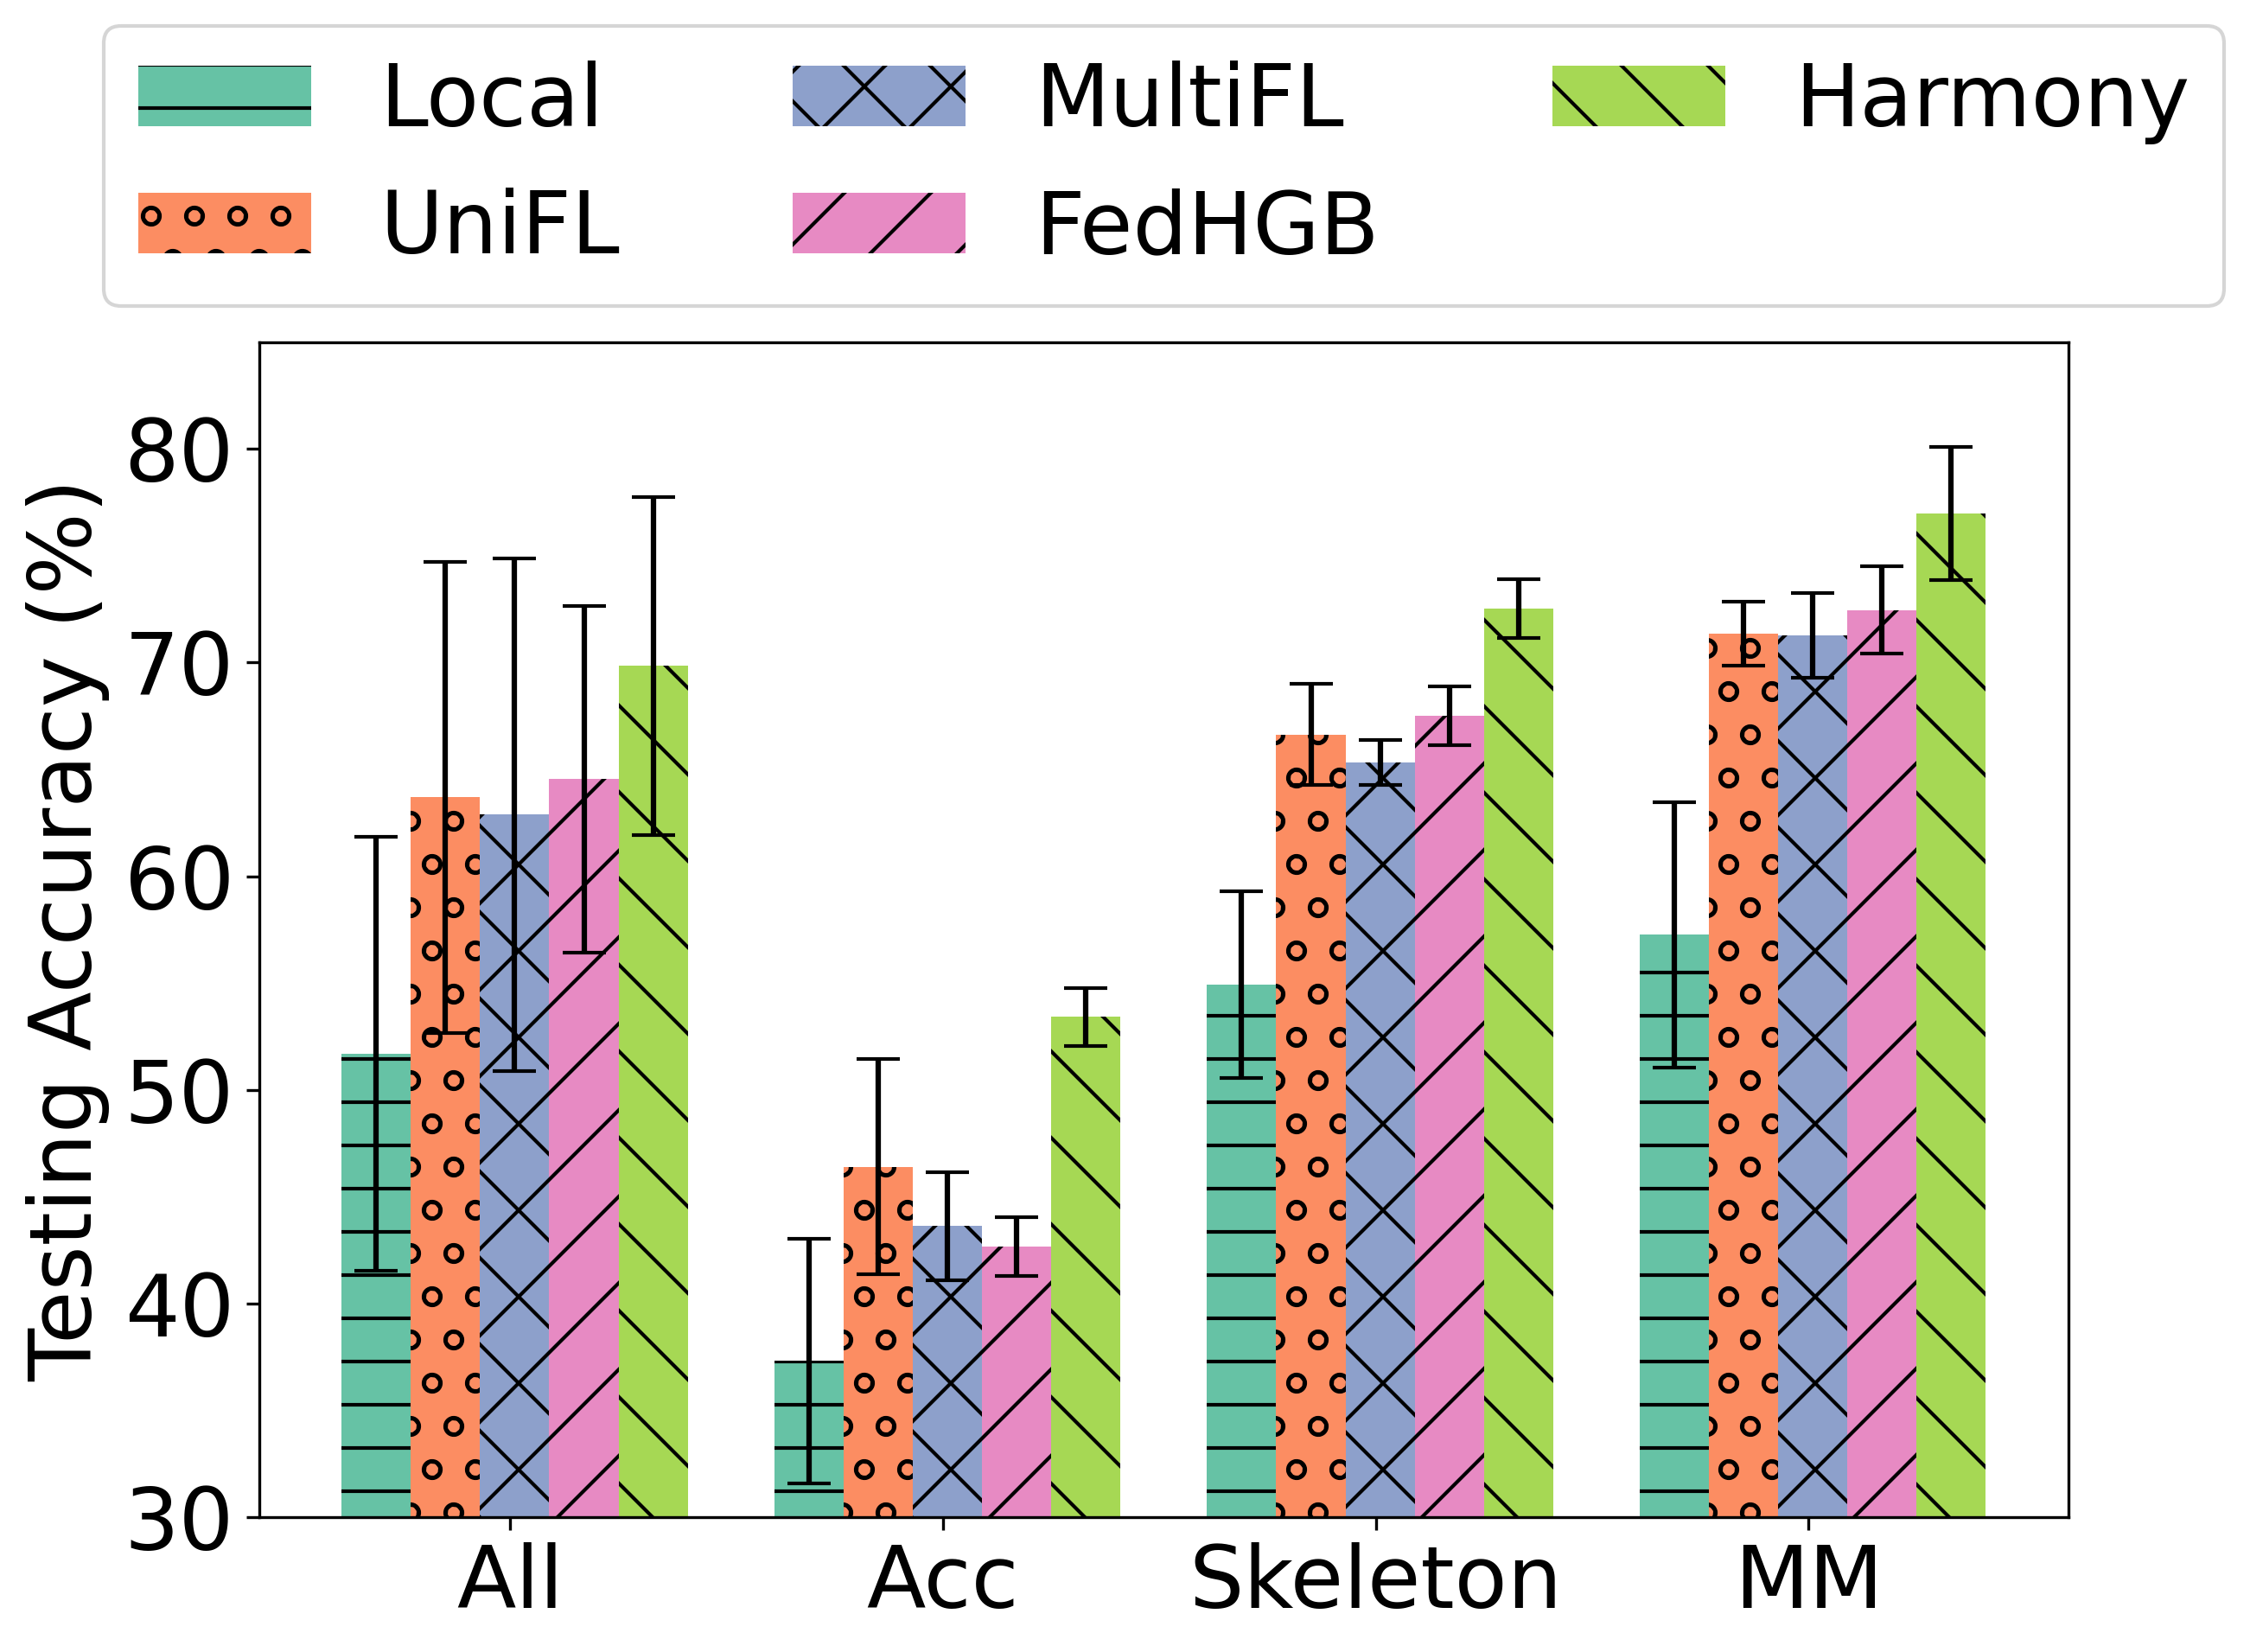 Local
MultiFL
Harmony
UniFL
FedHGB
Testing Accuracy (%)
80
70
60
50
40
30
All
Acc
Skeleton
MM